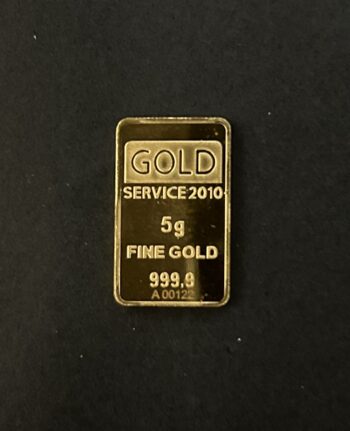 GOLD
SERVICE 2010
5g
FINE GOLD
999,9
A 00122